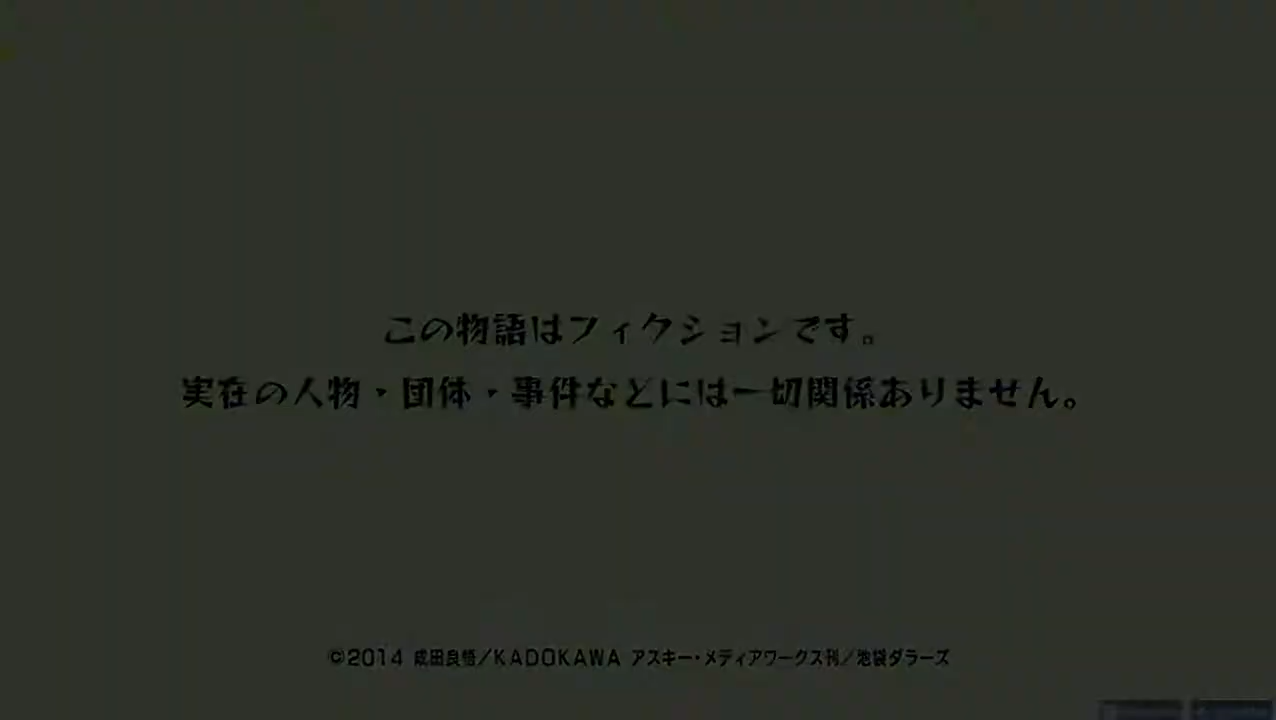 この物語はフィクションです。
実在の人物・団体・事件などには一切関係ありません。
©2014 成田良悟/KADOKAWA アスキー・メディアワークス刊/池袋ダラーズ